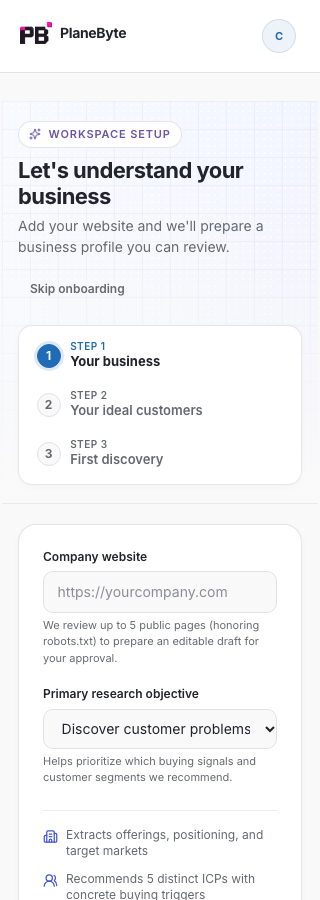 PB PlaneByte
C
WORKSPACE SETUP
Let's understand your
business
Add your website and we'll prepare a
business profile you can review.
Skip onboarding
1
STEP 1
Your business
2
STEP 2
Your ideal customers
3
STEP 3
First discovery
Company website
https://yourcompany.com
We review up to 5 public pages (honoring
robots.txt) to prepare an editable draft for
your approval.
Primary research objective
Discover customer problems
Helps prioritize which buying signals and
customer segments we recommend.
Extracts offerings, positioning, and
target markets
Recommends 5 distinct ICPs with
concrete buying triggers